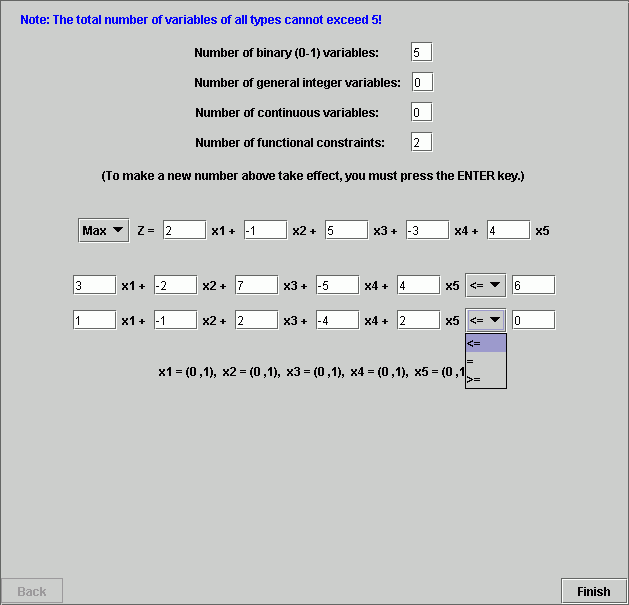 Note: The total number of variables of all types cannot exceed 5!
Number of binary (0-1) variables: 5
Number of general integer variables: 0
Number of continuous variables: 0
Number of functional constraints: 2
(To make a new number above take effect, you must press the ENTER key.)
Max Z = 2 x1 + -1 x2 + 5 x3 + -3 x4 + 4 x5
3 x1 + -2 x2 + 7 x3 + -5 x4 + 4 x5 <= 6
1 x1 + -1 x2 + 2 x3 + -4 x4 + 2 x5 <= 0
<=
=
>=
x1 = (0 ,1), x2 = (0 ,1), x3 = (0 ,1), x4 = (0 ,1), x5 = (0 ,1
Back Finish